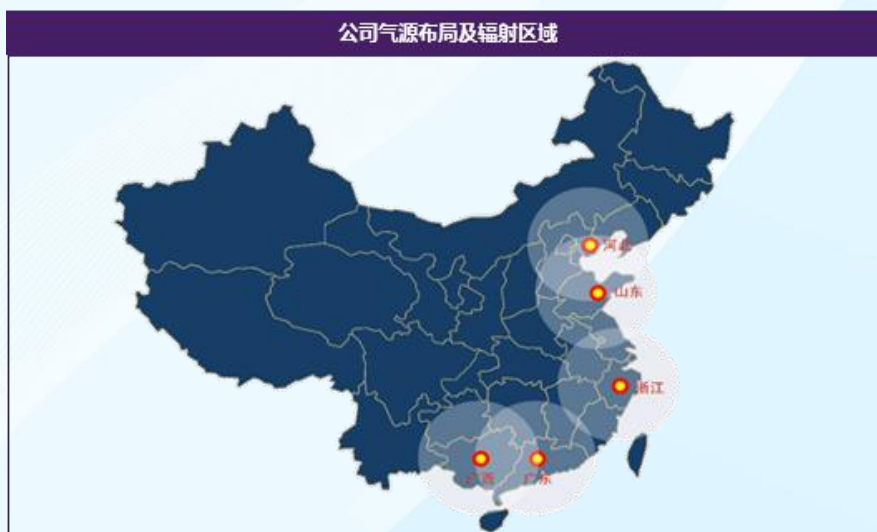 公司气源布局及辐射区域
河北
山东
浙江
广西
广东